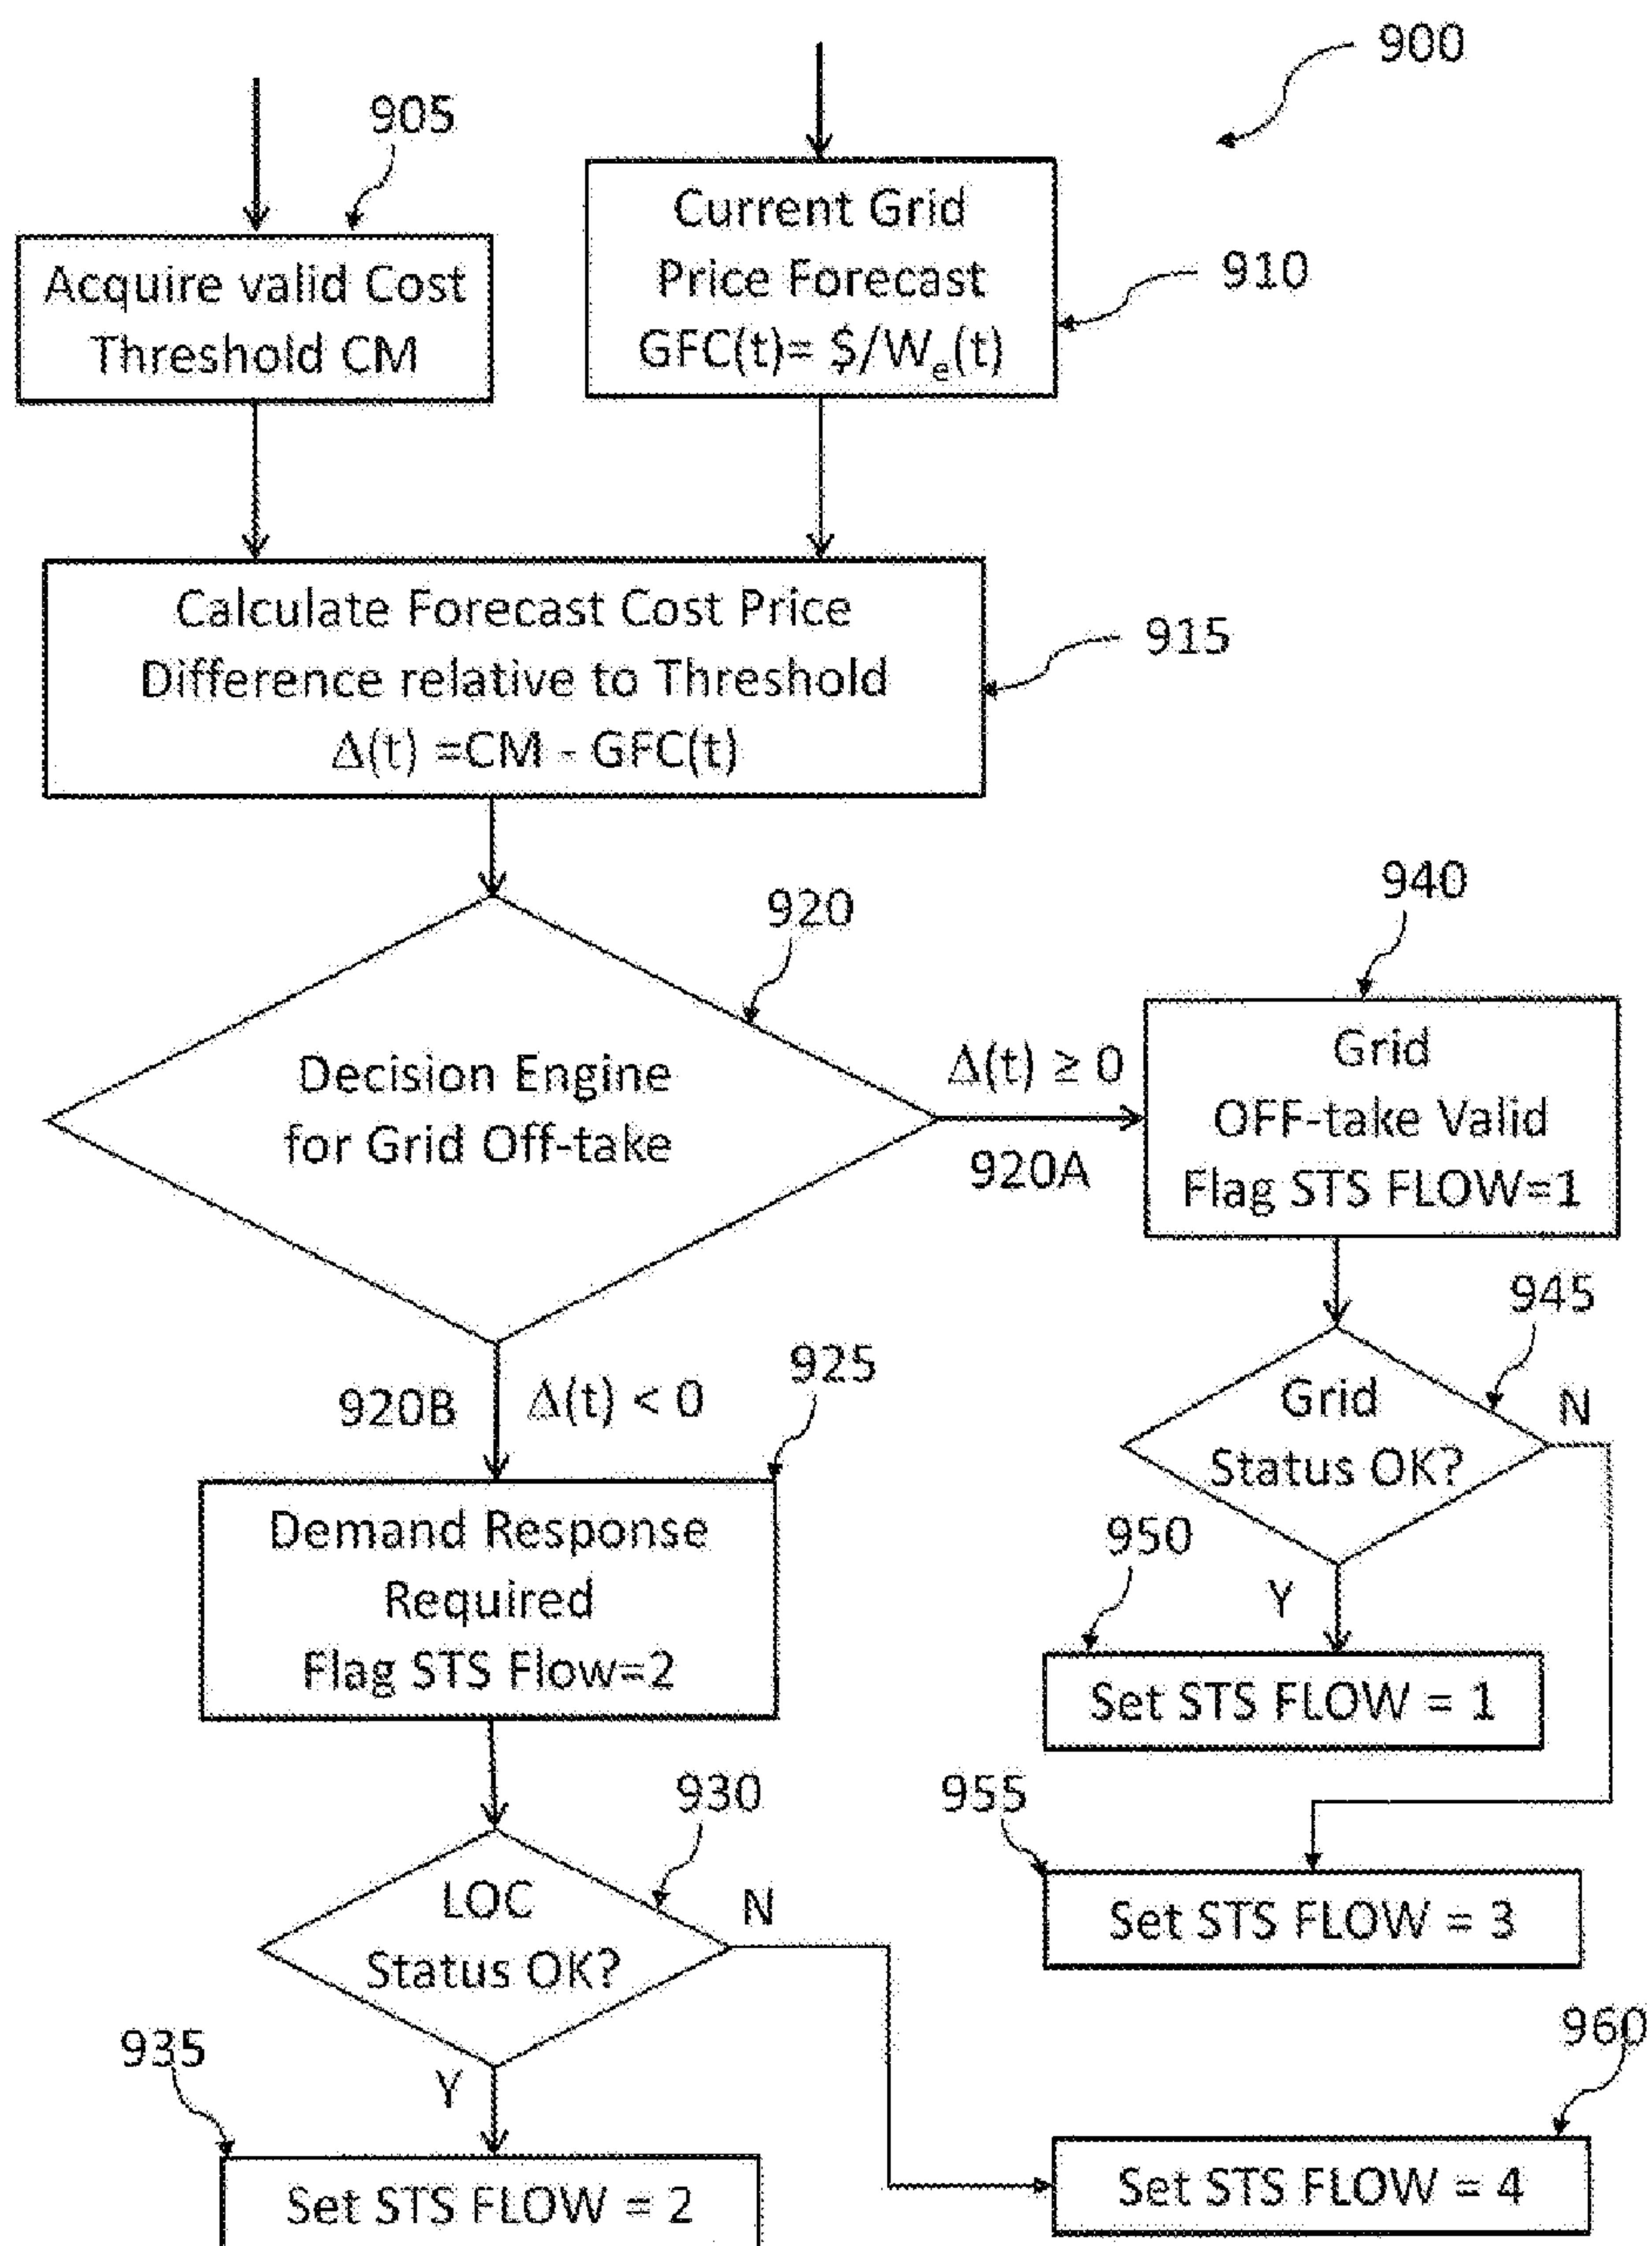 900
905
Current Grid
Price Forecast
GFC(t)= $/We(t)
910
Acquire valid Cost
Threshold CM
Calculate Forecast Cost Price
Difference relative to Threshold
Δ(t) =CM - GFC(t)
915
920
Decision Engine
for Grid Off-take
Δ(t) ≥ 0
920A
940
Grid
OFF-take Valid
Flag STS FLOW=1
920B
Δ(t) < 0
925
Demand Response
Required
Flag STS Flow=2
945
Grid
Status OK?
N
Y
950
Set STS FLOW = 1
955
Set STS FLOW = 3
930
LOC
Status OK?
N
Y
935
Set STS FLOW = 2
960
Set STS FLOW = 4